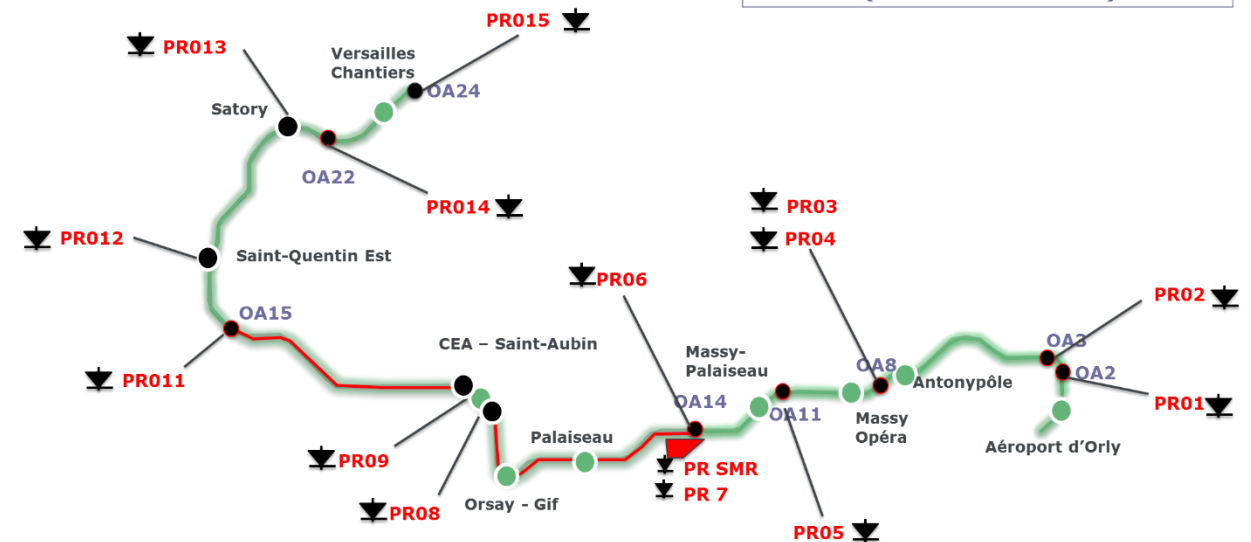 PR015
PR013
Versailles
Chantiers
OA24
Satory
OA22
PR014
PR03
PR012
PR04
Saint-Quentin Est
PR06
PR02
OA15
OA3
CEA – Saint-Aubin
Massy-
Palaiseau
OA8
OA2
PR011
Antonypôle
OA14
PR01
OA11
Massy
Opéra
Palaiseau
Aéroport d'Orly
PR09
PR SMR
PR 7
Orsay - Gif
PR08
PR05